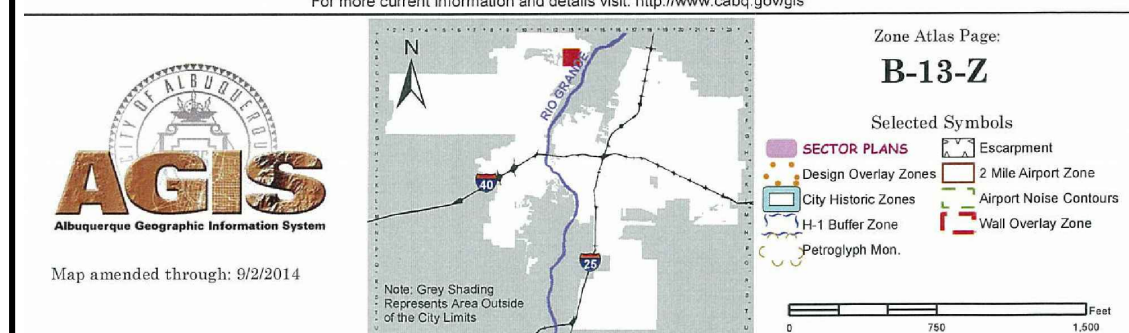 For more current information and details visit: http://www.cabq.gov/gis
CITY OF ALBUQUERQUE
AGIS
Albuquerque Geographic Information System
Map amended through: 9/2/2014
N
RIO GRANDE
40
25
Note: Grey Shading
Represents Area Outside
of the City Limits
Zone Atlas Page:
B-13-Z
Selected Symbols
SECTOR PLANS
Design Overlay Zones
City Historic Zones
H-1 Buffer Zone
Petroglyph Mon.
Escarpment
2 Mile Airport Zone
Airport Noise Contours
Wall Overlay Zone
Feet
0 750 1,500